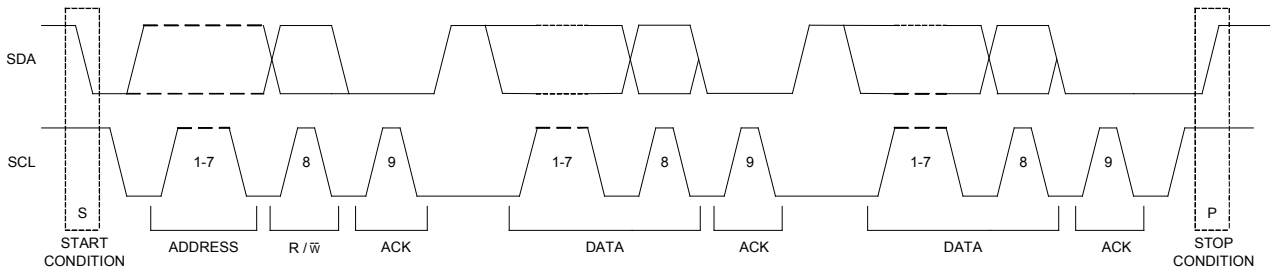 SDA
SCL
1-7
8
9
1-7
8
9
1-7
8
9
S
P
START
CONDITION
ADDRESS
R / W̅
ACK
DATA
ACK
DATA
ACK
STOP
CONDITION